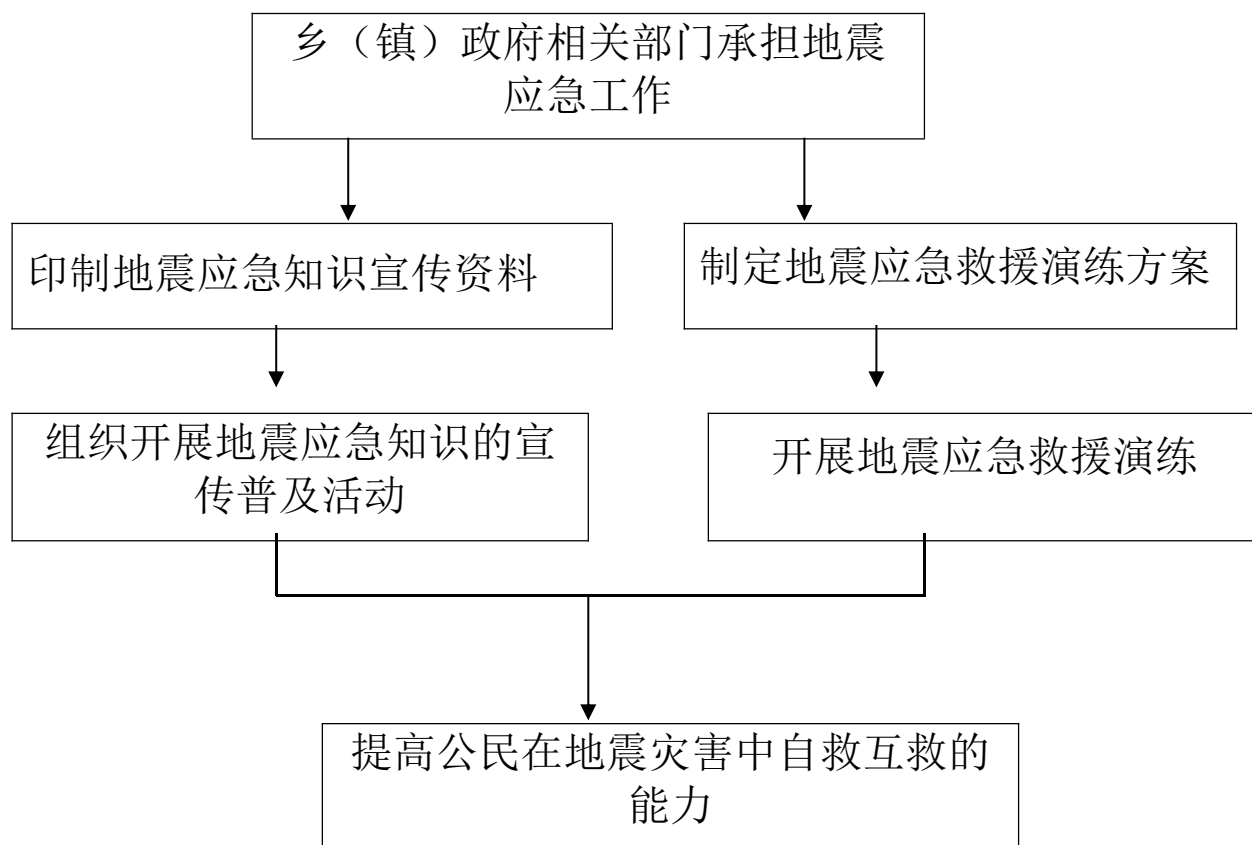 乡（镇）政府相关部门承担地震
应急工作
印制地震应急知识宣传资料
制定地震应急救援演练方案
组织开展地震应急知识的宣
传普及活动
开展地震应急救援演练
提高公民在地震灾害中自救互救的
能力